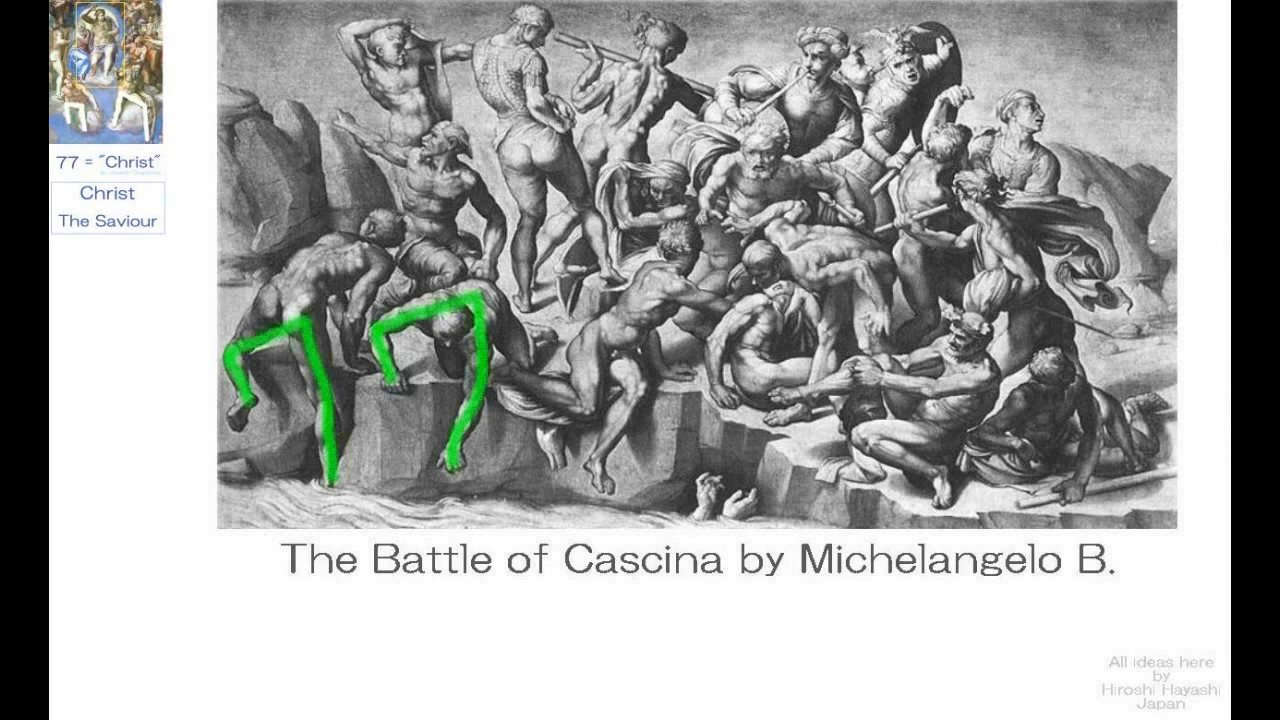 77 = "Christ"
Christ
The Saviour
The Battle of Cascina by Michelangelo B.
All ideas here
by
Hiroshi Hayashi
Japan